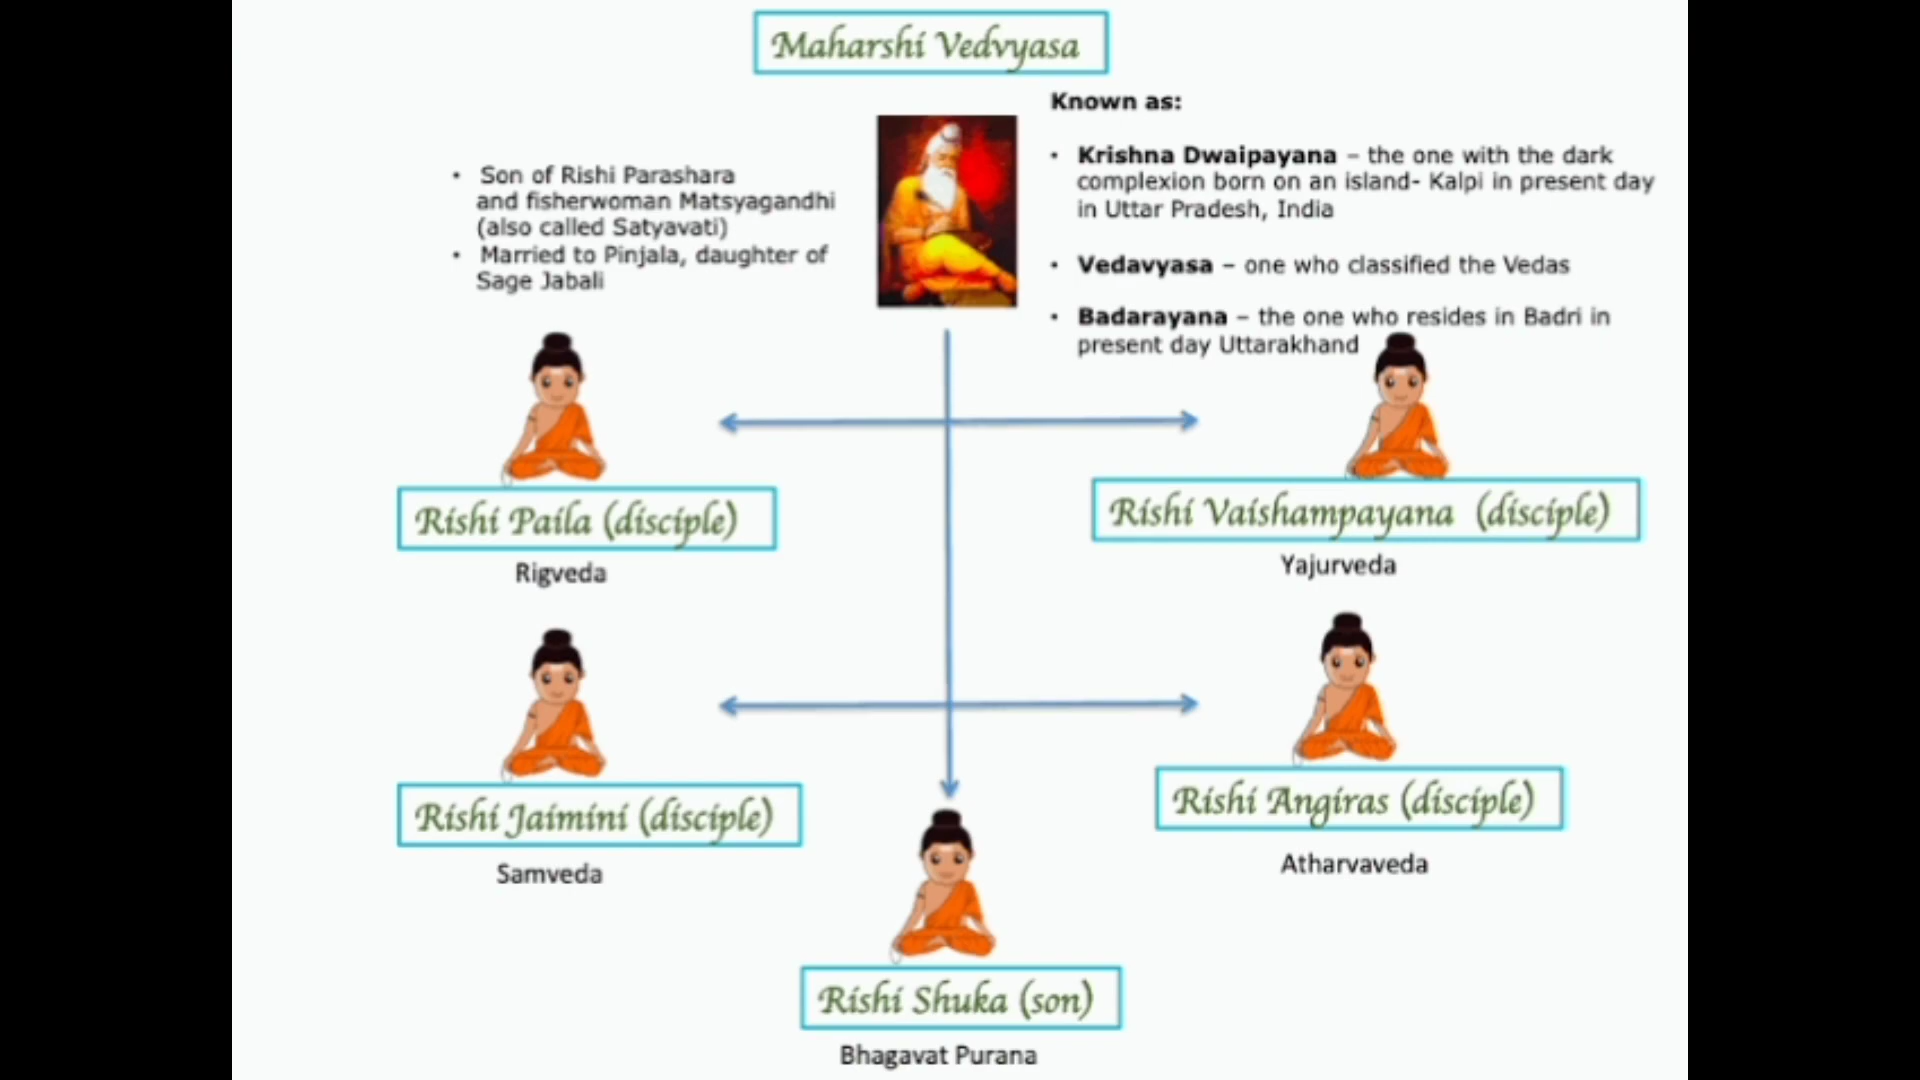 Maharshi Vedvyasa
• Son of Rishi Parashara
and fisherwoman Matsyagandhi
(also called Satyavati)
• Married to Pinjala, daughter of
Sage Jabali
Known as:
• Krishna Dwaipayana – the one with the dark
complexion born on an island- Kalpi in present day
in Uttar Pradesh, India
• Vedavyasa – one who classified the Vedas
• Badarayana – the one who resides in Badri in
present day Uttarakhand
Rishi Paila (disciple)
Rigveda
Rishi Vaishampayana (disciple)
Yajurveda
Rishi Jaimini (disciple)
Samveda
Rishi Angiras (disciple)
Atharvaveda
Rishi Shuka (son)
Bhagavat Purana